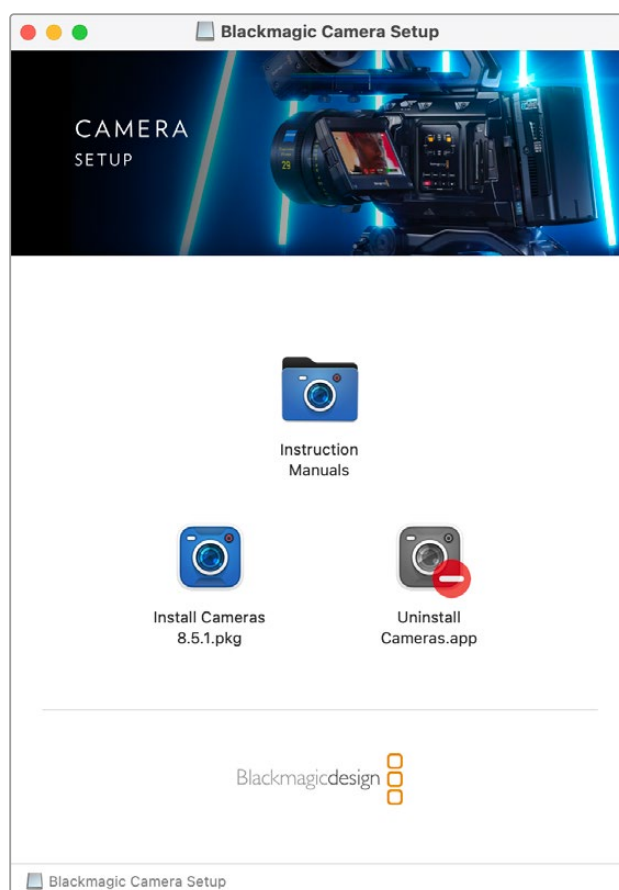 Blackmagic Camera Setup
CAMERA
SETUP
29
Instruction
Manuals
Install Cameras
8.5.1.pkg
Uninstall
Cameras.app
Blackmagicdesign
Blackmagic Camera Setup